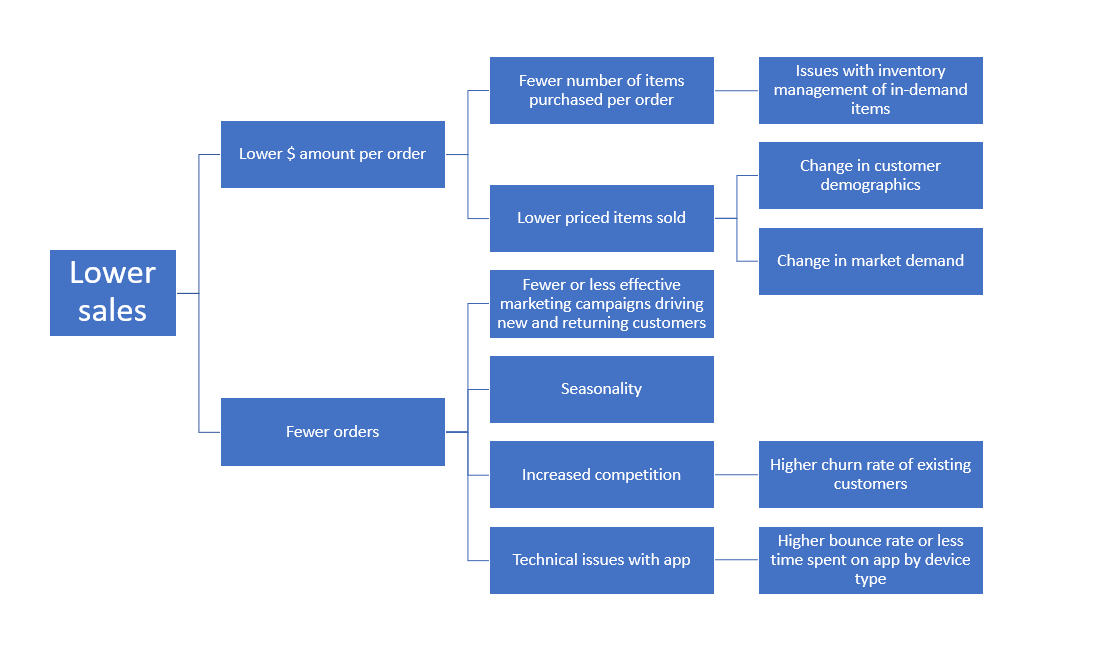 Lower
sales
Lower $ amount per order
Fewer orders
Fewer number of items
purchased per order
Lower priced items sold
Fewer or less effective
marketing campaigns driving
new and returning customers
Seasonality
Increased competition
Technical issues with app
Issues with inventory
management of in-demand
items
Change in customer
demographics
Change in market demand
Higher churn rate of existing
customers
Higher bounce rate or less
time spent on app by device
type